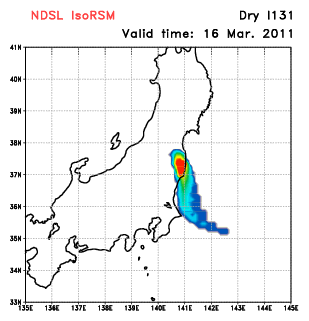 NDSL IsoRSM Dry I131
Valid time: 16 Mar. 2011
41N
40N
39N
38N
37N
36N
35N
34N
33N
135E 136E 137E 138E 139E 140E 141E 142E 143E 144E 145E